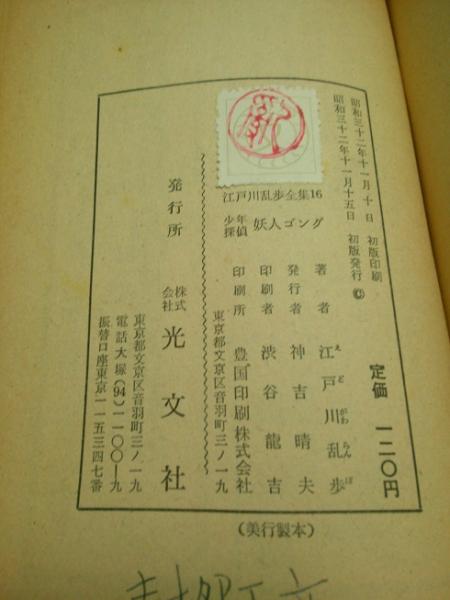 昭和三十二年十一月十日 初版印刷
昭和三十二年十一月十五日 初版発行 ©
定価 一二〇円
江戸川乱歩全集16
少年探偵 妖人ゴング
著者 江戸川乱歩
えどがわらんぽ
発行者 神吉晴夫
印刷者 渋谷龍吉
印刷所 豊国印刷株式会社
東京都文京区音羽町三ノ一九
発行所 株式会社 光文社
東京都文京区音羽町三ノ一九
電話大塚(94)一一〇〇—九
振替口座東京一一五三四七番
(美行製本)